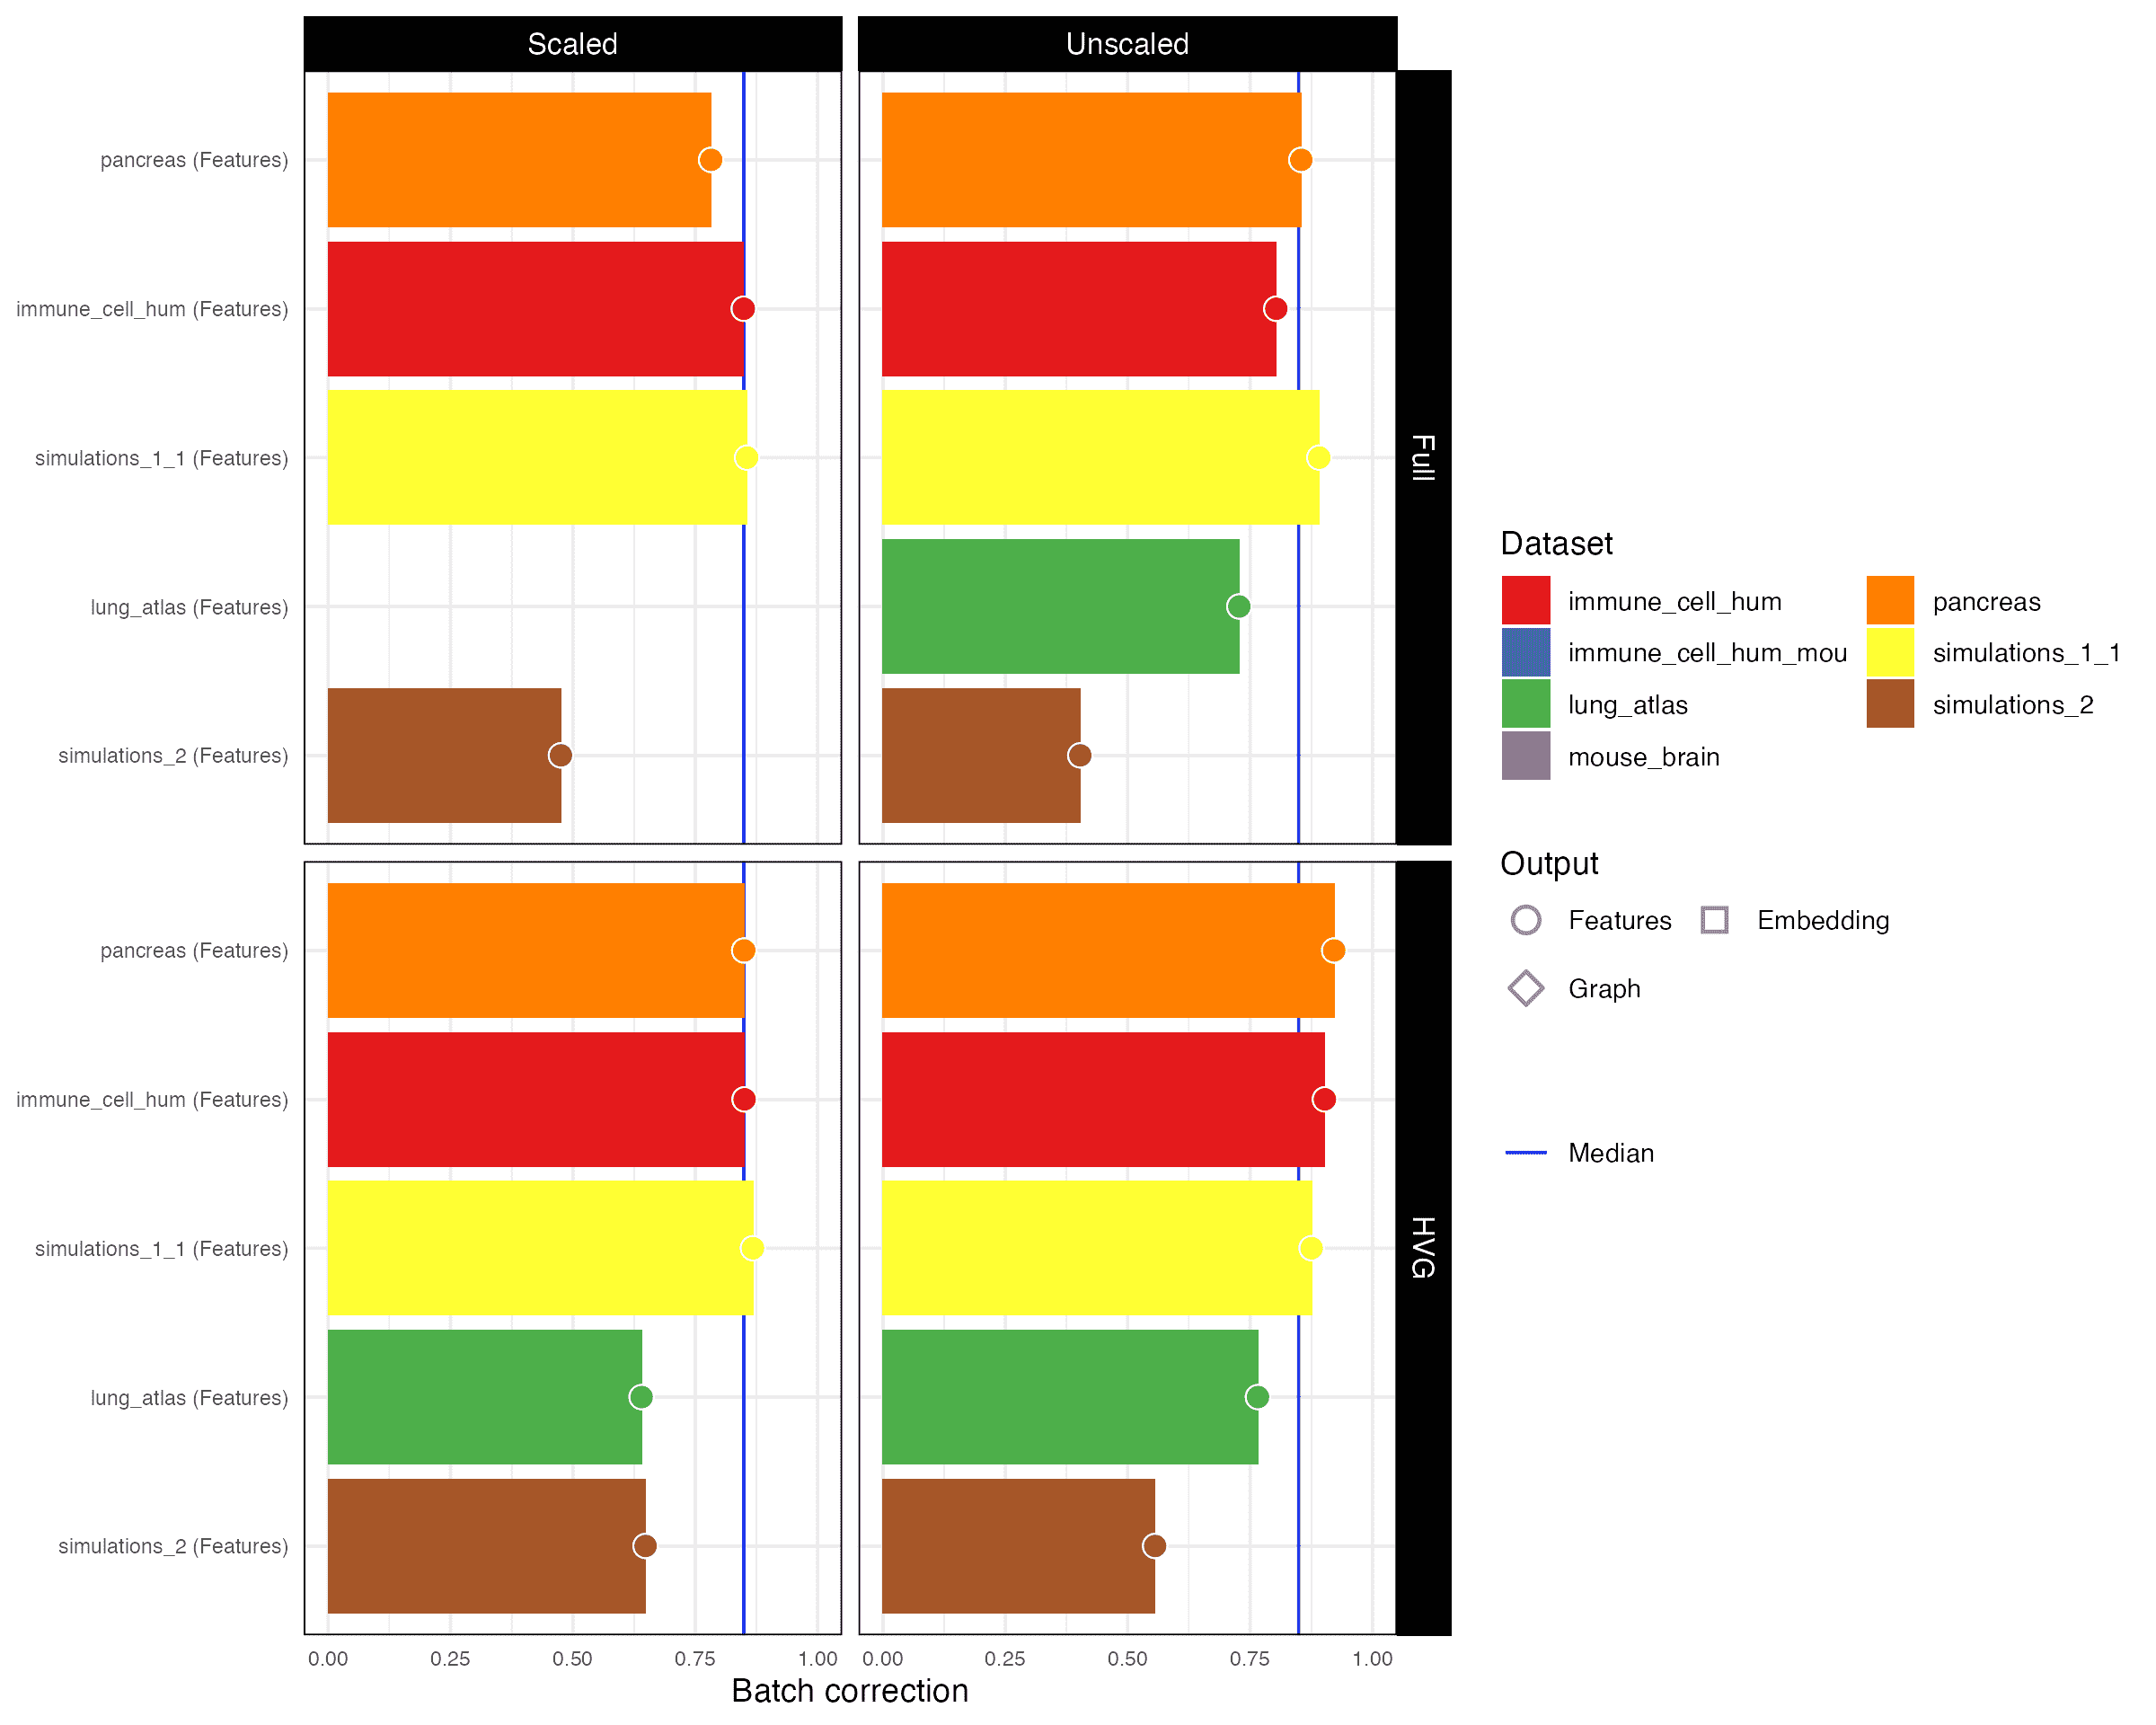 Scaled
Unscaled
pancreas (Features)
immune_cell_hum (Features)
simulations_1_1 (Features)
lung_atlas (Features)
simulations_2 (Features)
Full
pancreas (Features)
immune_cell_hum (Features)
simulations_1_1 (Features)
lung_atlas (Features)
simulations_2 (Features)
HVG
0.00 0.25 0.50 0.75 1.00
0.00 0.25 0.50 0.75 1.00
Batch correction
Dataset
immune_cell_hum
immune_cell_hum_mou
lung_atlas
mouse_brain
pancreas
simulations_1_1
simulations_2
Output
Features
Embedding
Graph
Median